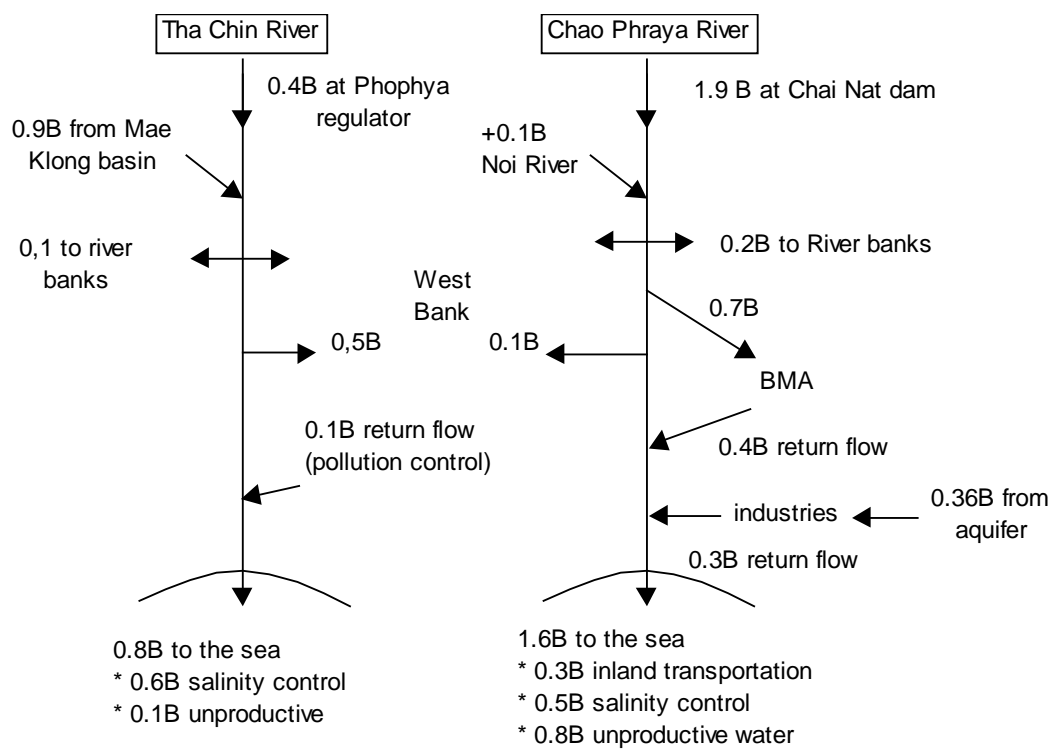 Tha Chin River
0.4B at Phophya
regulator
0.9B from Mae
Klong basin
0,1 to river
banks
0,5B
0.1B return flow
(pollution control)
0.8B to the sea
* 0.6B salinity control
* 0.1B unproductive
West
Bank
Chao Phraya River
1.9 B at Chai Nat dam
+0.1B
Noi River
0.2B to River banks
0.7B
0.1B
BMA
0.4B return flow
industries
0.36B from
aquifer
0.3B return flow
1.6B to the sea
* 0.3B inland transportation
* 0.5B salinity control
* 0.8B unproductive water